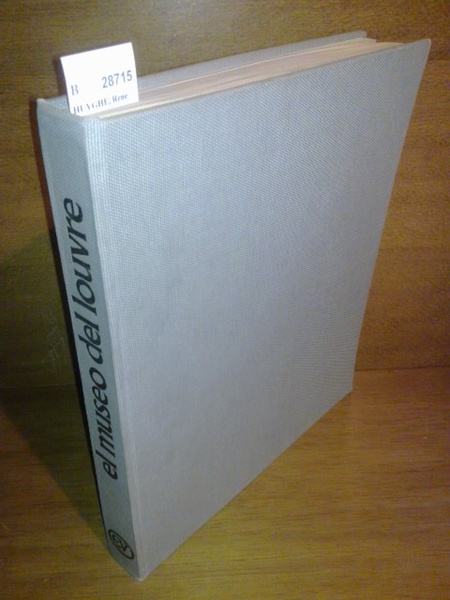 B 28715
HUYGHE, Rene
el museo del louvre